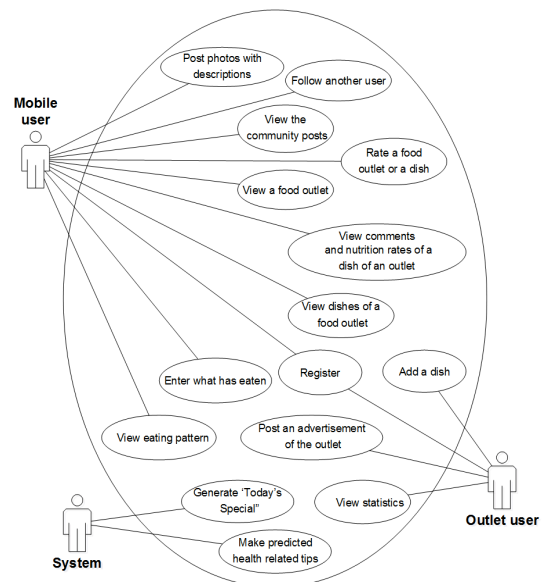 Post photos with
descriptions
Follow another user
Mobile
user
View the
community posts
Rate a food
outlet or a dish
View a food outlet
View comments
and nutrition rates of a
dish of an outlet
View dishes of a
food outlet
Register
Add a dish
Enter what has eaten
View eating pattern
Post an advertisement
of the outlet
Generate ‘Today’s
Special”
View statistics
Outlet user
Make predicted
health related tips
System